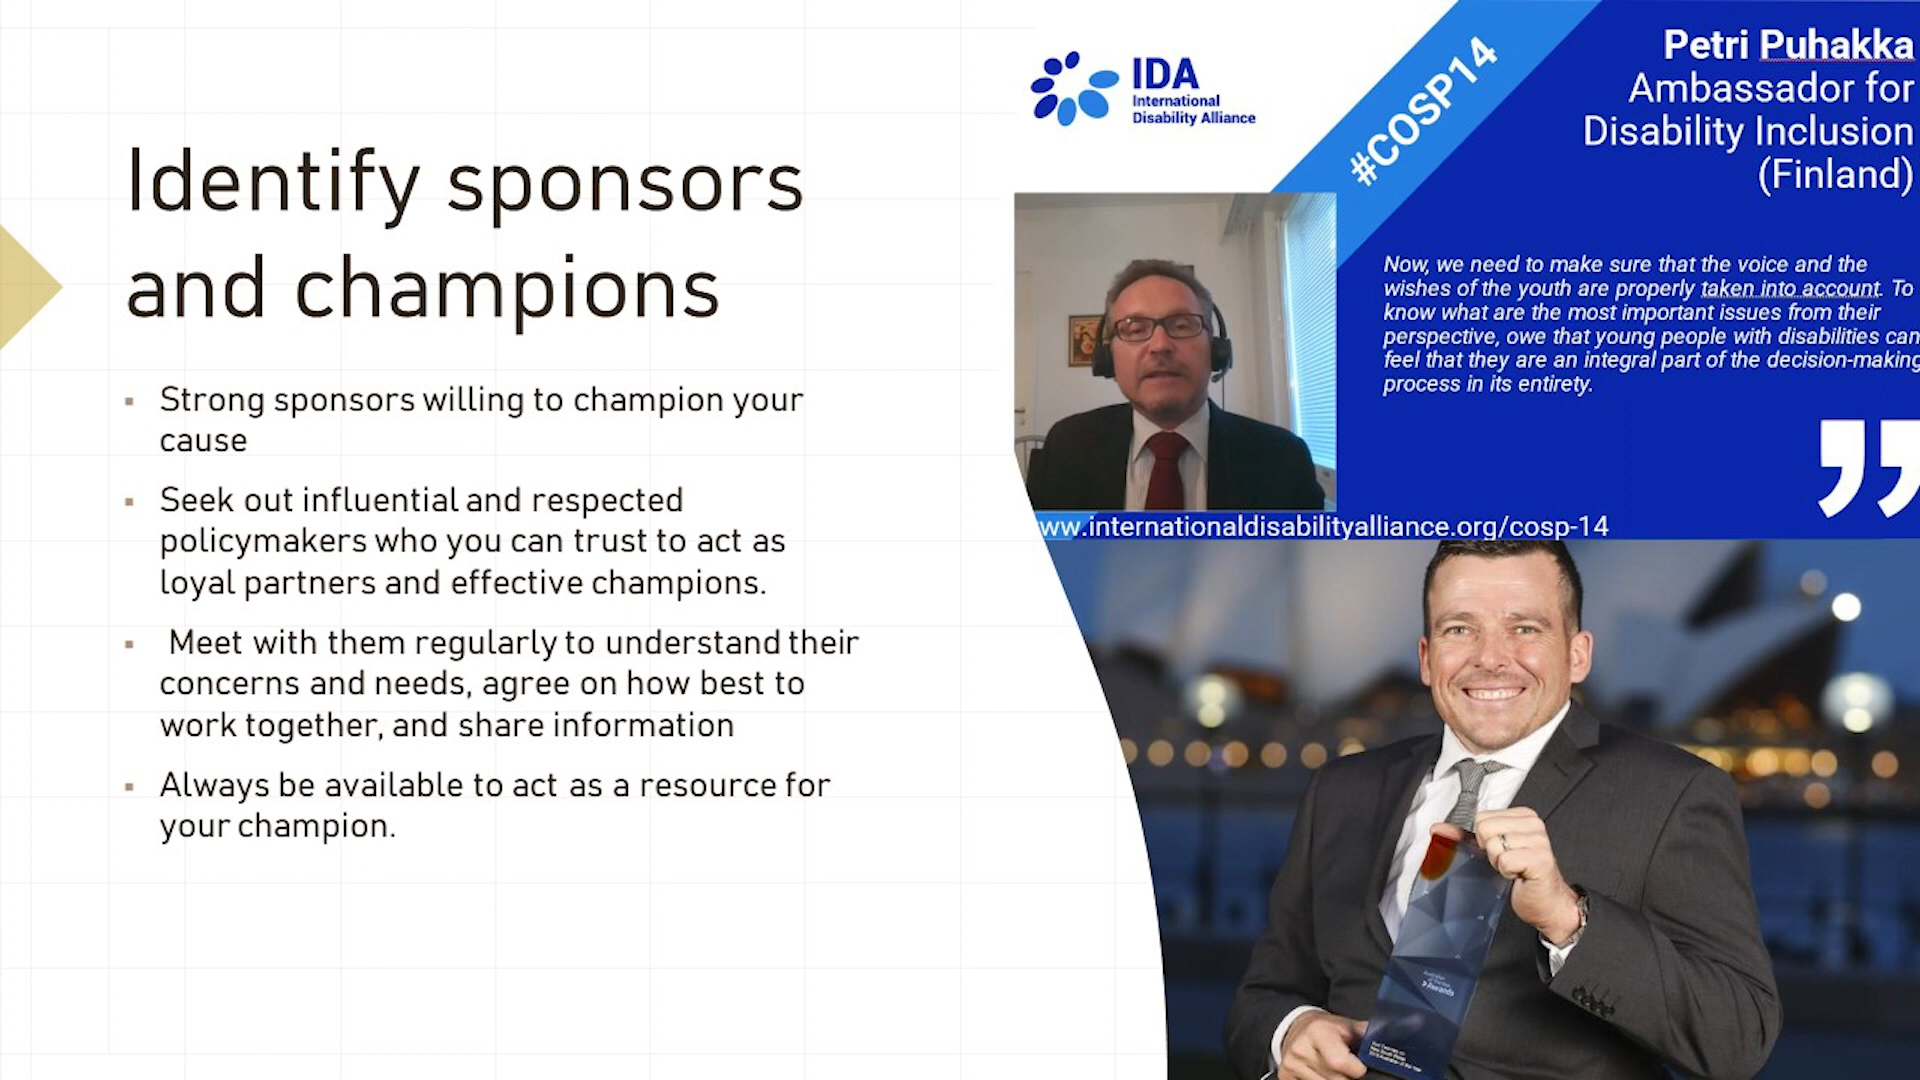 Identify sponsors
and champions
Strong sponsors willing to champion your
cause
Seek out influential and respected
policymakers who you can trust to act as
loyal partners and effective champions.
Meet with them regularly to understand their
concerns and needs, agree on how best to
work together, and share information
Always be available to act as a resource for
your champion.
IDA
International
Disability Alliance
#COSP14
Petri Puhakka
Ambassador for
Disability Inclusion
(Finland)
Now, we need to make sure that the voice and the
wishes of the youth are properly taken into account. To
know what are the most important issues from their
perspective, owe that young people with disabilities can
feel that they are an integral part of the decision-making
process in its entirety.
”
ww.internationaldisabilityalliance.org/cosp-14
Awards